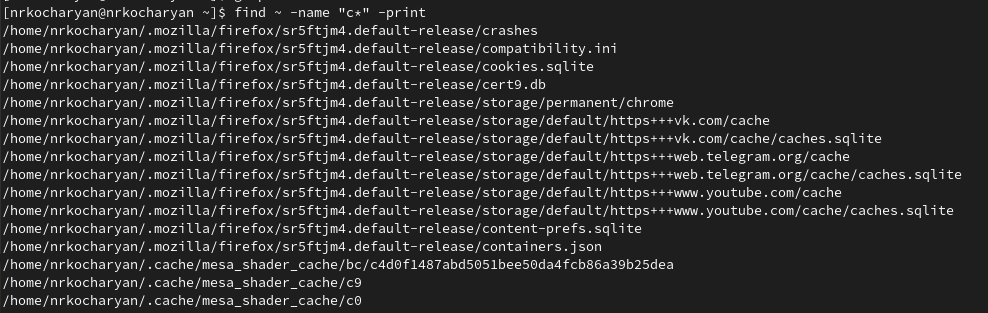 [nrkocharyan@nrkocharyan ~]$ find ~ -name "c*" -print
/home/nrkocharyan/.mozilla/firefox/sr5ftjm4.default-release/crashes
/home/nrkocharyan/.mozilla/firefox/sr5ftjm4.default-release/compatibility.ini
/home/nrkocharyan/.mozilla/firefox/sr5ftjm4.default-release/cookies.sqlite
/home/nrkocharyan/.mozilla/firefox/sr5ftjm4.default-release/cert9.db
/home/nrkocharyan/.mozilla/firefox/sr5ftjm4.default-release/storage/permanent/chrome
/home/nrkocharyan/.mozilla/firefox/sr5ftjm4.default-release/storage/default/https+++vk.com/cache
/home/nrkocharyan/.mozilla/firefox/sr5ftjm4.default-release/storage/default/https+++vk.com/cache/caches.sqlite
/home/nrkocharyan/.mozilla/firefox/sr5ftjm4.default-release/storage/default/https+++web.telegram.org/cache
/home/nrkocharyan/.mozilla/firefox/sr5ftjm4.default-release/storage/default/https+++web.telegram.org/cache/caches.sqlite
/home/nrkocharyan/.mozilla/firefox/sr5ftjm4.default-release/storage/default/https+++www.youtube.com/cache
/home/nrkocharyan/.mozilla/firefox/sr5ftjm4.default-release/storage/default/https+++www.youtube.com/cache/caches.sqlite
/home/nrkocharyan/.mozilla/firefox/sr5ftjm4.default-release/content-prefs.sqlite
/home/nrkocharyan/.mozilla/firefox/sr5ftjm4.default-release/containers.json
/home/nrkocharyan/.cache/mesa_shader_cache/bc/c4d0f1487abd5051bee50da4fcb86a39b25dea
/home/nrkocharyan/.cache/mesa_shader_cache/c9
/home/nrkocharyan/.cache/mesa_shader_cache/c0